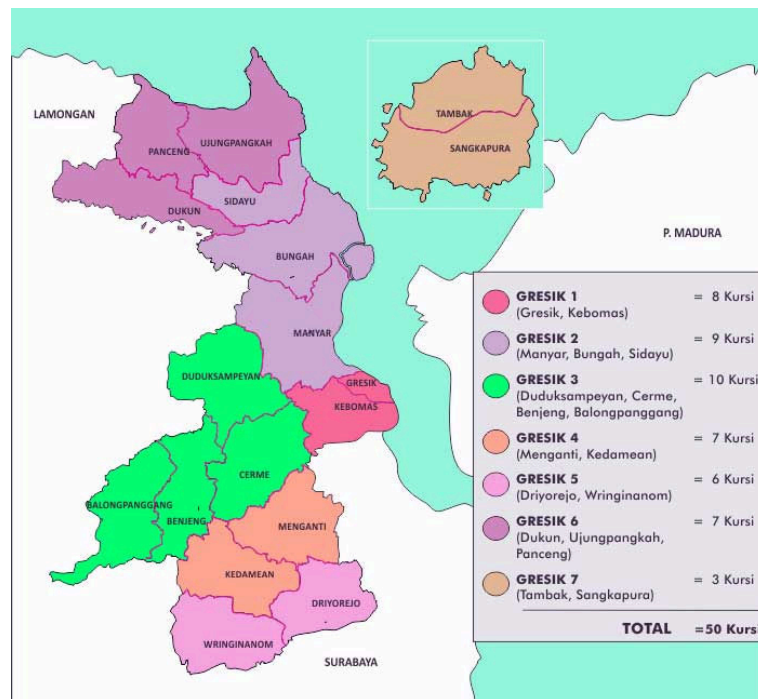 LAMONGAN
PANCENG
UJUNGPANGKAH
SIDAYU
DUKUN
BUNGAH
MANYAR
DUDUKSAMPEYAN
GRESIK
KEBOMAS
CERME
BALONGPANGGANG
BENJENG
MENGANTI
KEDAMEAN
DRIYOREJO
WRINGINANOM
SURABAYA
TAMBAK
SANGKAPURA
P. MADURA
GRESIK 1 = 8 Kursi
(Gresik, Kebomas)
GRESIK 2 = 9 Kursi
(Manyar, Bungah, Sidayu)
GRESIK 3 = 10 Kursi
(Duduksampeyan, Cerme,
Benjeng, Balongpanggang)
GRESIK 4 = 7 Kursi
(Menganti, Kedamean)
GRESIK 5 = 6 Kursi
(Driyorejo, Wringinanom)
GRESIK 6 = 7 Kursi
(Dukun, Ujungpangkah,
Panceng)
GRESIK 7 = 3 Kursi
(Tambak, Sangkapura)
TOTAL =50 Kursi